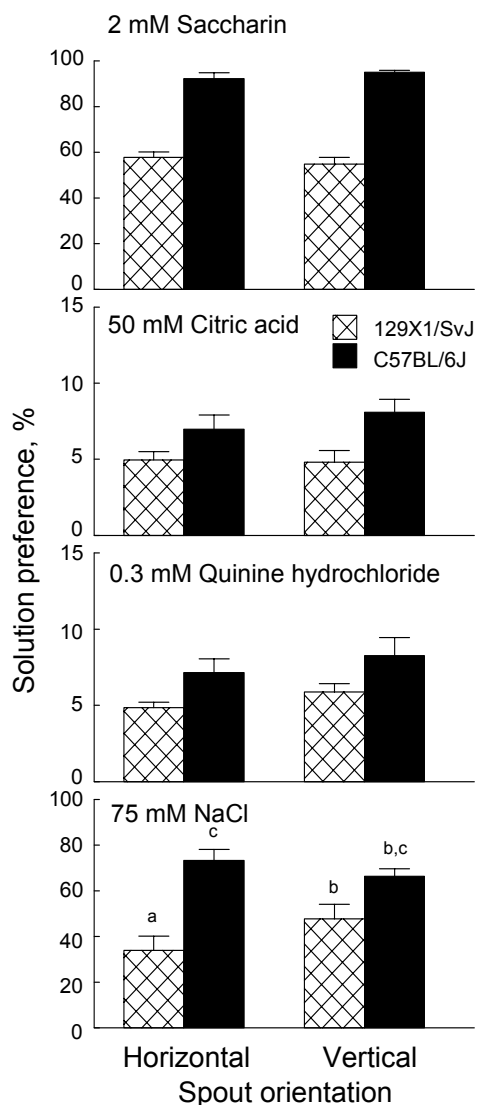 2 mM Saccharin
100
80
60
40
20
0
15
50 mM Citric acid
129X1/SvJ
C57BL/6J
10
5
0
15
0.3 mM Quinine hydrochloride
10
5
0
100
75 mM NaCl
80
60
40
20
0
a
c
b
b,c
Solution preference, %
Horizontal Vertical
Spout orientation